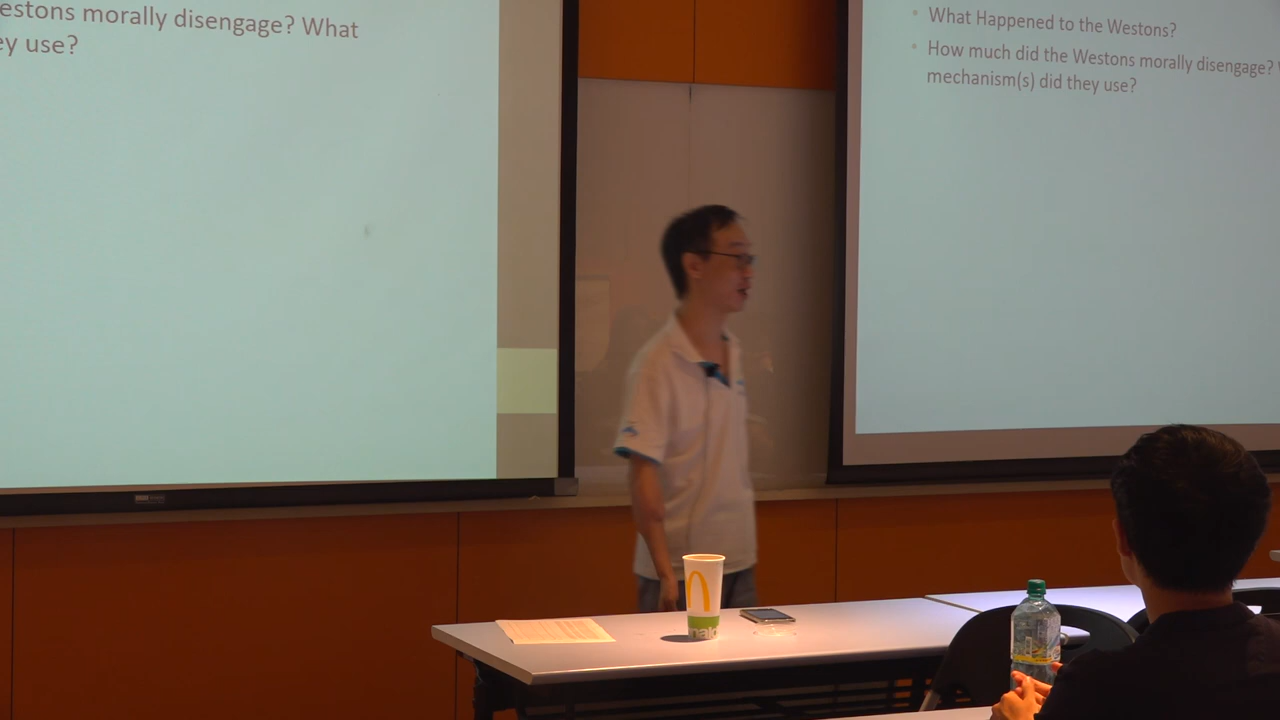 estons morally disengage? What
ey use?
What Happened to the Westons?
How much did the Westons morally disengage?
mechanism(s) did they use?